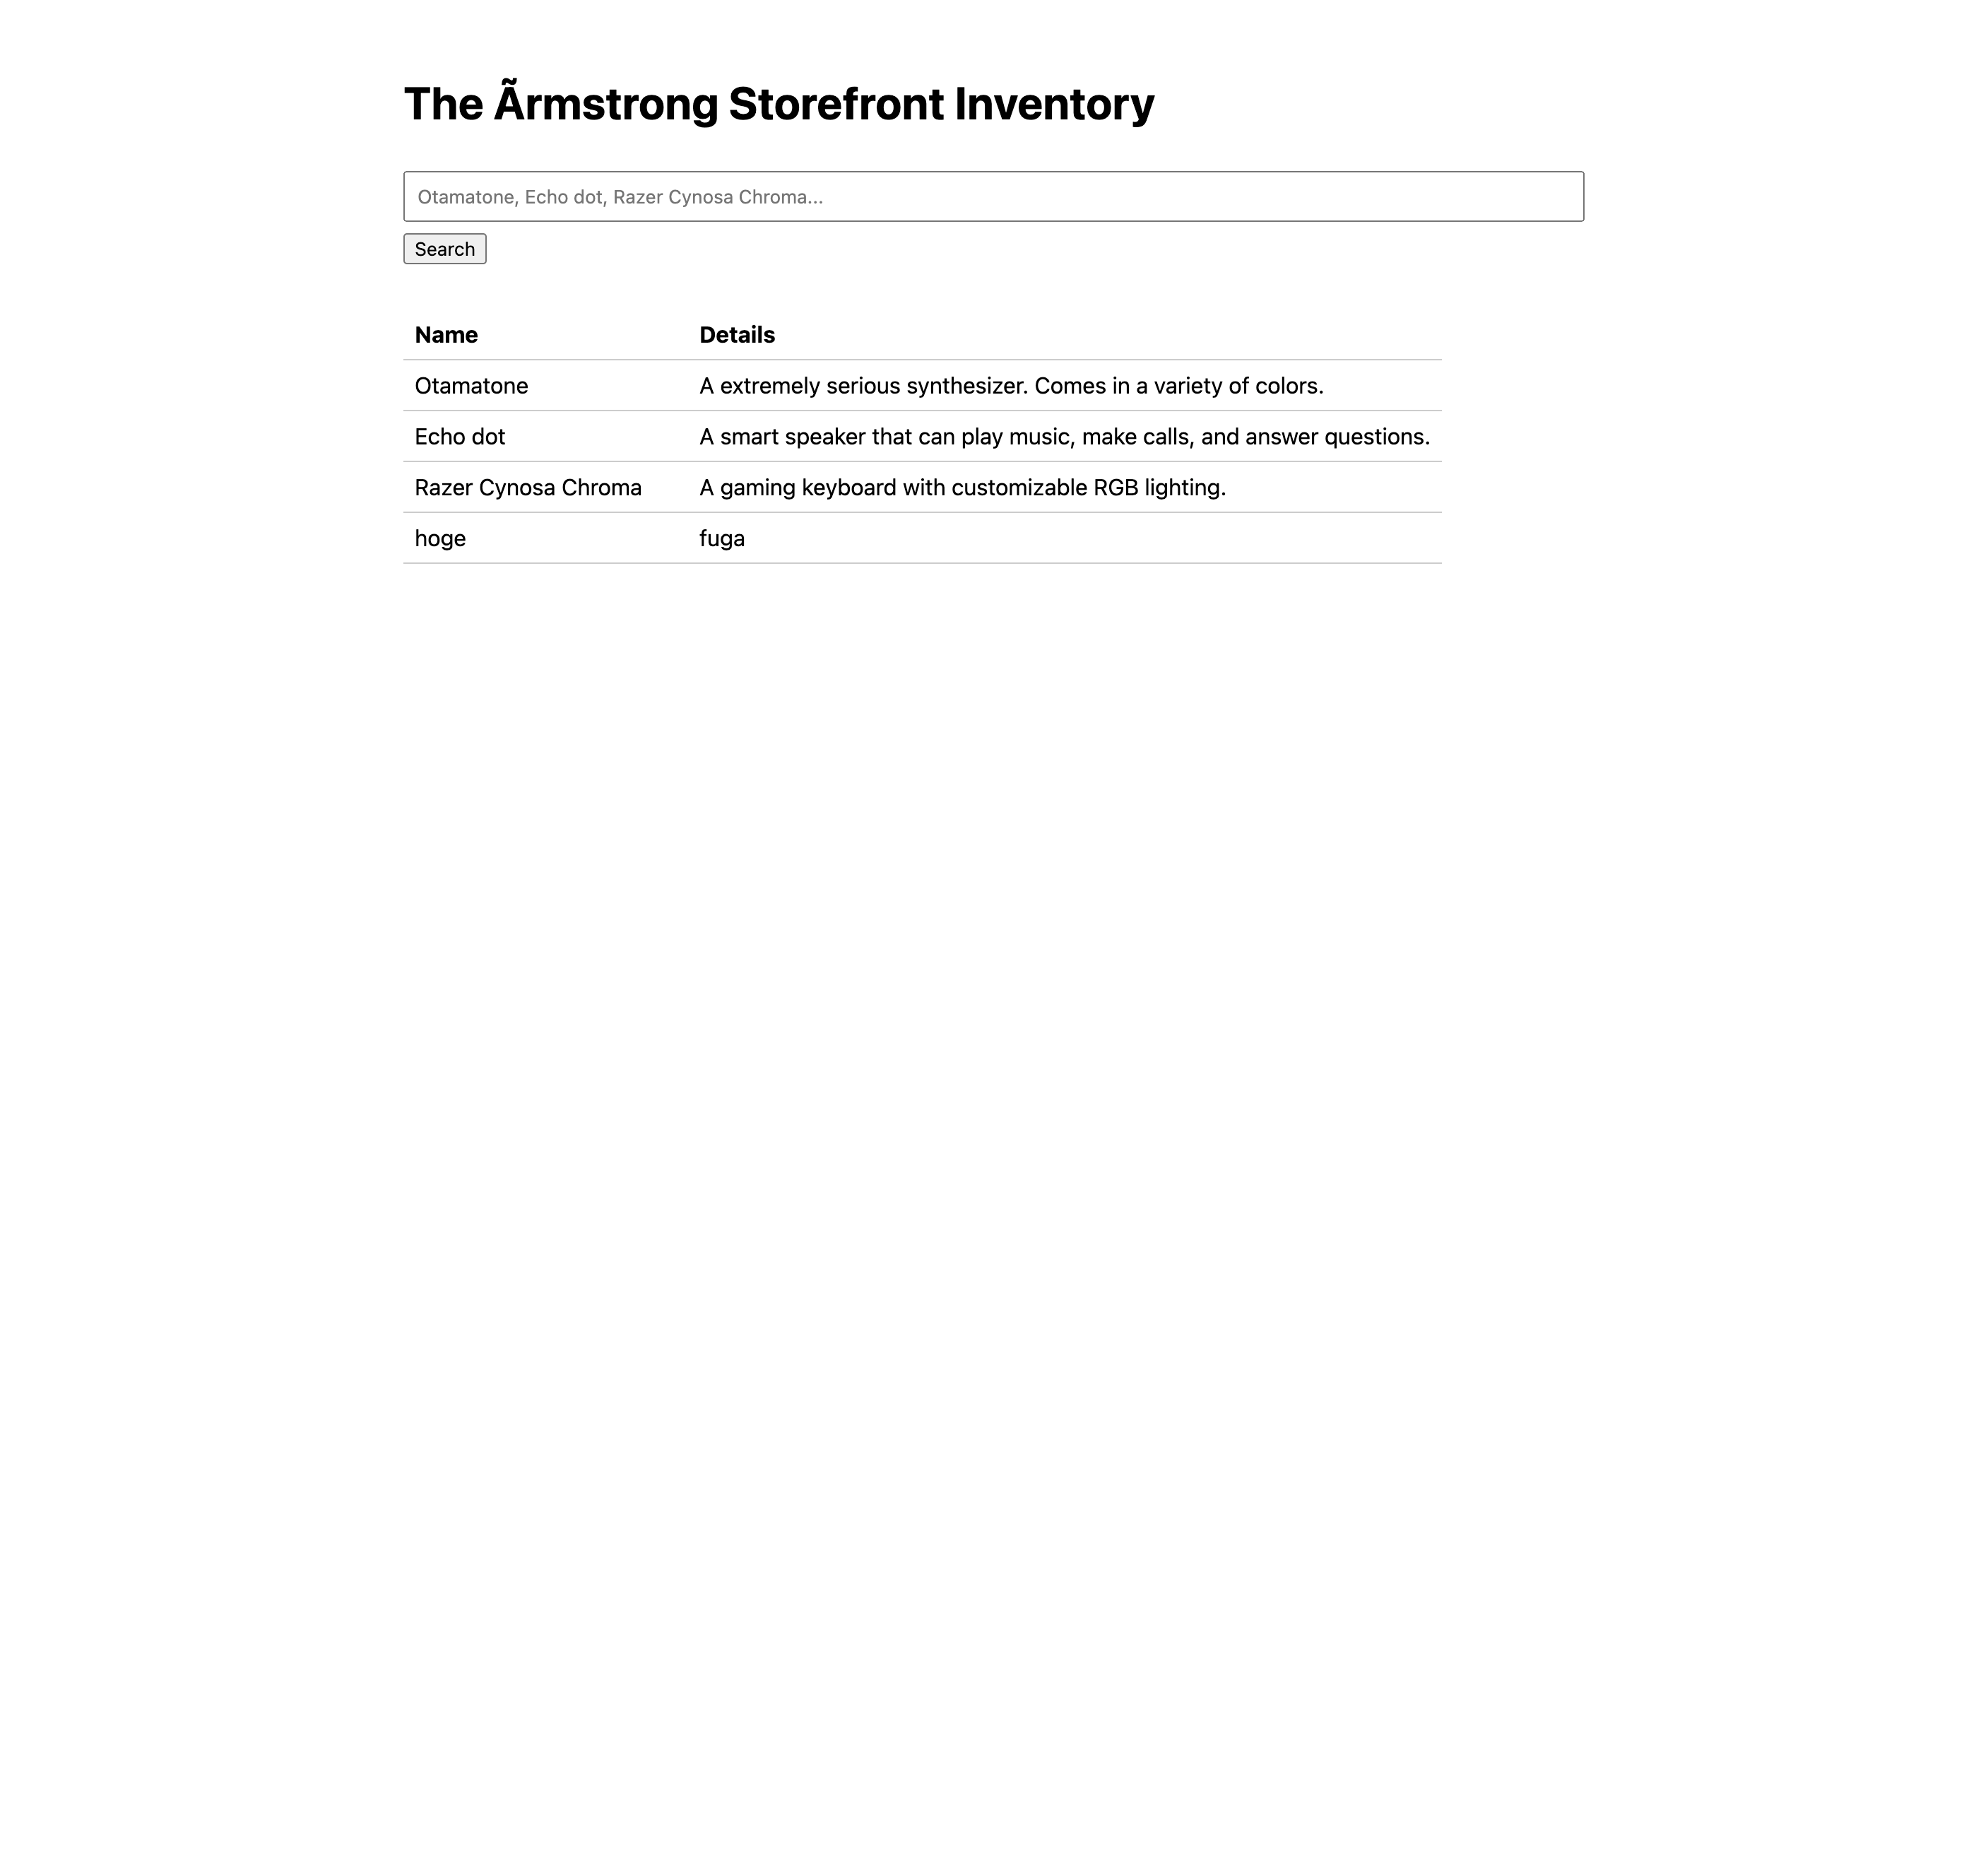 The Ãrmstrong Storefront Inventory
Otamatone, Echo dot, Razer Cynosa Chroma...
Search
Name Details
Otamatone A extremely serious synthesizer. Comes in a variety of colors.
Echo dot A smart speaker that can play music, make calls, and answer questions.
Razer Cynosa Chroma A gaming keyboard with customizable RGB lighting.
hoge fuga